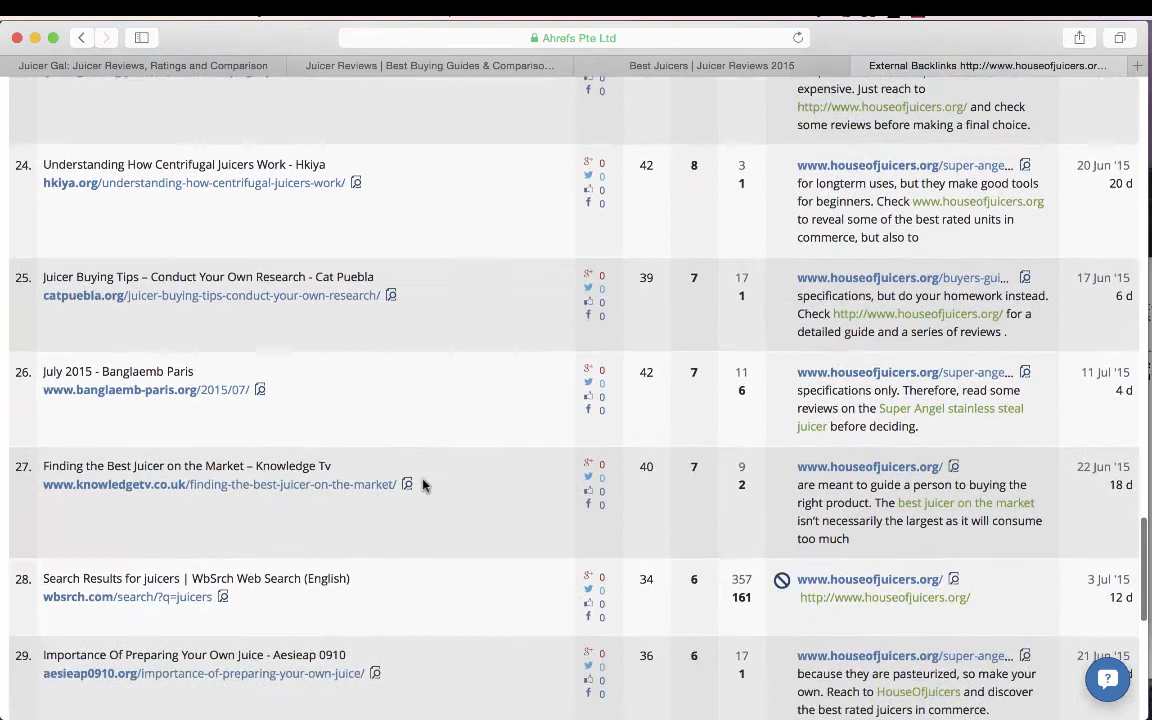 Ahrefs Pte Ltd
Juicer Gal: Juicer Reviews, Ratings and Comparison
Juicer Reviews | Best Buying Guides & Compariso...
Best Juicers | Juicer Reviews 2015
External Backlinks http://www.houseofjuicers.or...
f 0
expensive. Just reach to
http://www.houseofjuicers.org/ and check
some reviews before making a final choice.
24.
Understanding How Centrifugal Juicers Work - Hkiya
hkiya.org/understanding-how-centrifugal-juicers-work/
g+ 0
0
0
f 0
42
8
3
1
www.houseofjuicers.org/super-ange...
for longterm uses, but they make good tools
for beginners. Check www.houseofjuicers.org
to reveal some of the best rated units in
commerce, but also to
20 Jun '15
20 d
25.
Juicer Buying Tips – Conduct Your Own Research - Cat Puebla
catpuebla.org/juicer-buying-tips-conduct-your-own-research/
g+ 0
0
0
f 0
39
7
17
1
www.houseofjuicers.org/buyers-gui...
specifications, but do your homework instead.
Check http://www.houseofjuicers.org/ for a
detailed guide and a series of reviews .
17 Jun '15
6 d
26.
July 2015 - Banglaemb Paris
www.banglaemb-paris.org/2015/07/
g+ 0
0
0
f 0
42
7
11
6
www.houseofjuicers.org/super-ange...
specifications only. Therefore, read some
reviews on the Super Angel stainless steal
juicer before deciding.
11 Jul '15
4 d
27.
Finding the Best Juicer on the Market – Knowledge Tv
www.knowledgetv.co.uk/finding-the-best-juicer-on-the-market/
g+ 0
0
0
f 0
40
7
9
2
www.houseofjuicers.org/
are meant to guide a person to buying the
right product. The best juicer on the market
isn't necessarily the largest as it will consume
too much
22 Jun '15
18 d
28.
Search Results for juicers | WbSrch Web Search (English)
wbsrch.com/search/?q=juicers
g+ 0
0
0
f 0
34
6
357
161
www.houseofjuicers.org/
http://www.houseofjuicers.org/
3 Jul '15
12 d
29.
Importance Of Preparing Your Own Juice - Aesieap 0910
aesieap0910.org/importance-of-preparing-your-own-juice/
g+ 0
0
0
f 0
36
6
17
1
www.houseofjuicers.org/super-ange...
because they are pasteurized, so make your
own. Reach to HouseOfJuicers and discover
the best rated juicers in commerce.
21 Jun '15
?